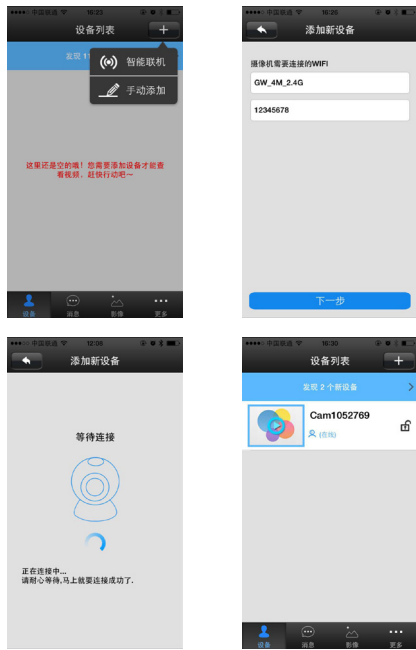 中国联通 16:23
设备列表 +
发现 11
智能联机
手动添加
这里还是空的哦！您需要添加设备才能查
看视频，赶快行动吧~
设备 消息 影像 更多
中国联通 16:26
添加新设备
摄像机需要连接的WIFI
GW_4M_2.4G
12345678
下一步
中国联通 12:08
添加新设备
等待连接
正在连接中...
请耐心等待,马上就要连接成功了.
中国联通 16:30
设备列表 +
发现 2 个新设备 >
Cam1052769
(在线)
设备 消息 影像 更多